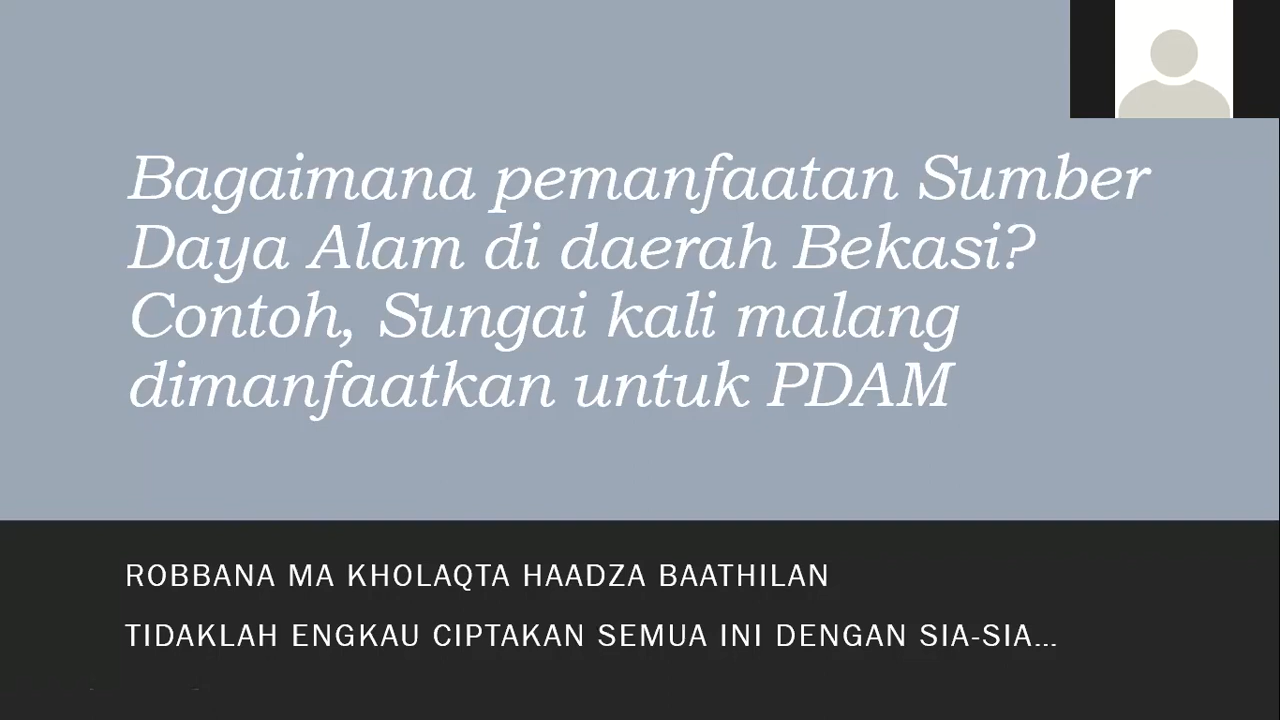 Bagaimana pemanfaatan Sumber
Daya Alam di daerah Bekasi?
Contoh, Sungai kali malang
dimanfaatkan untuk PDAM
ROBBANA MA KHOLAQTA HAADZA BAATHILAN
TIDAKLAH ENGKAU CIPTAKAN SEMUA INI DENGAN SIA-SIA...